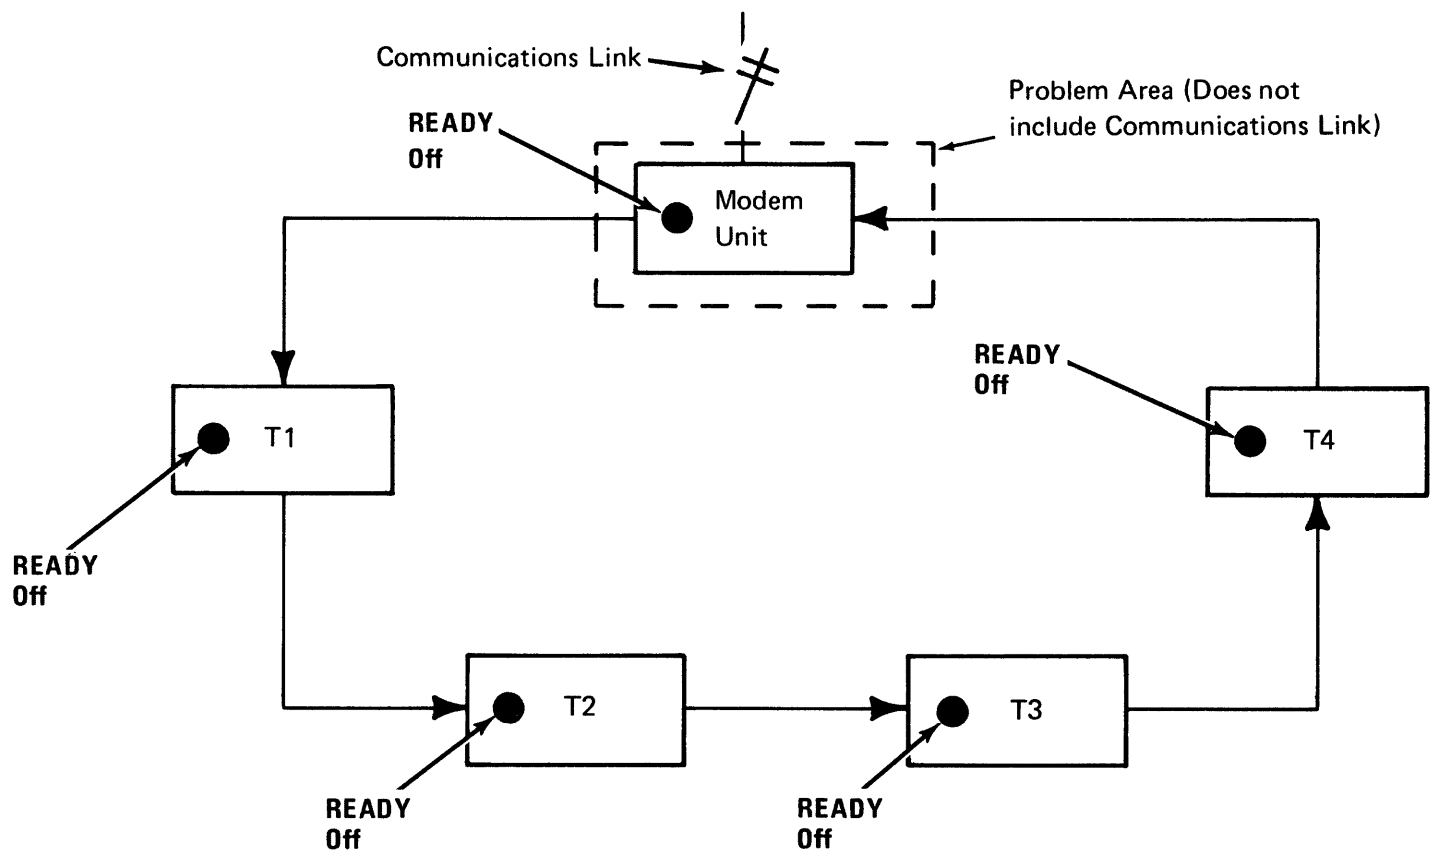 Communications Link
Problem Area (Does not
include Communications Link)
READY
Off
Modem
Unit
READY
Off
T1
T4
READY
Off
T2
T3
READY
Off
READY
Off